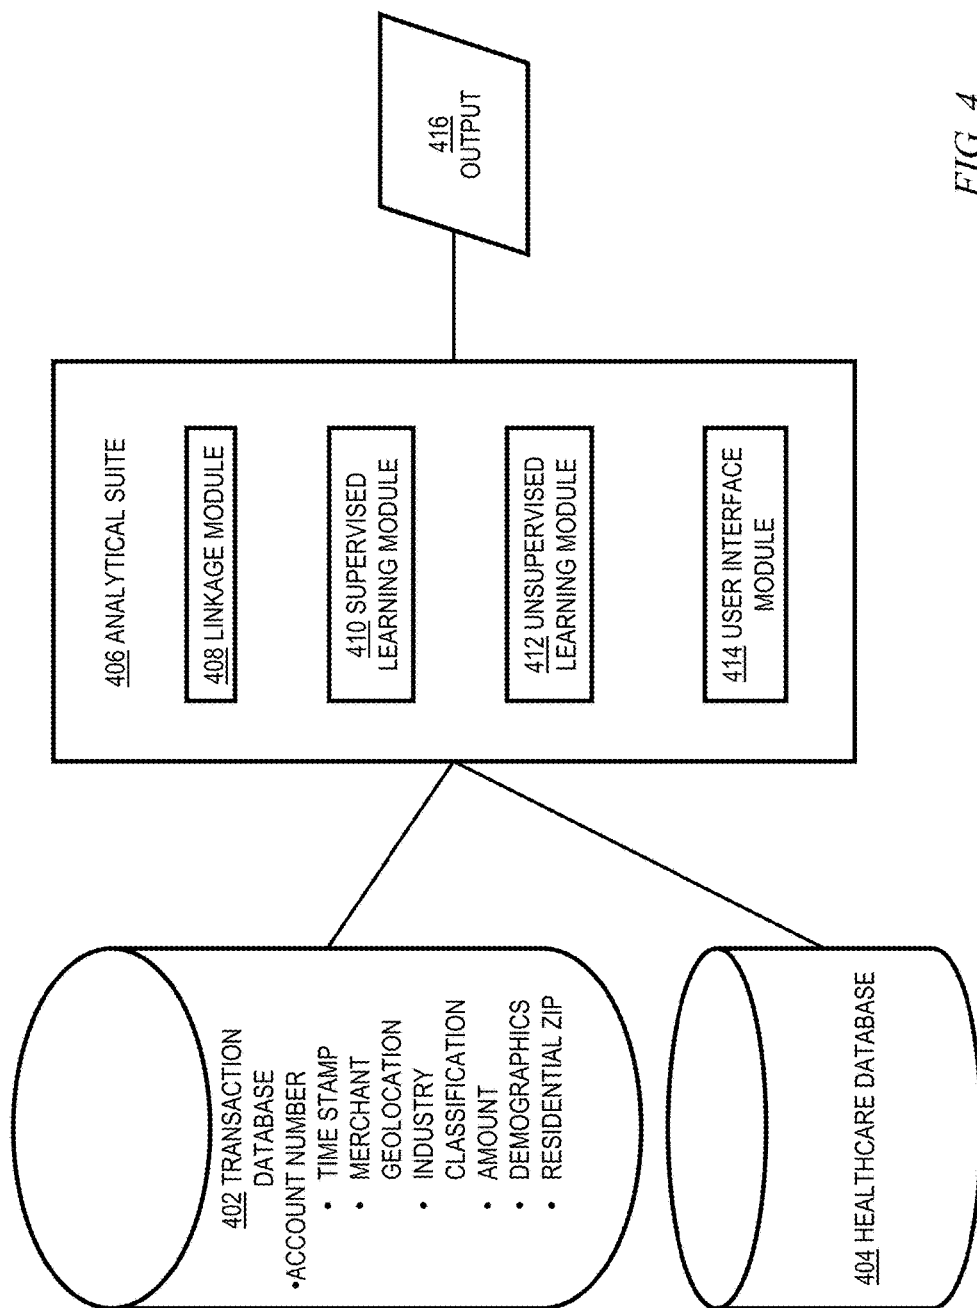 402 TRANSACTION
DATABASE
•ACCOUNT NUMBER
• TIME STAMP
• MERCHANT
GEOLOCATION
• INDUSTRY
CLASSIFICATION
• AMOUNT
• DEMOGRAPHICS
• RESIDENTIAL ZIP
404 HEALTHCARE DATABASE
406 ANALYTICAL SUITE
408 LINKAGE MODULE
410 SUPERVISED
LEARNING MODULE
412 UNSUPERVISED
LEARNING MODULE
414 USER INTERFACE
MODULE
416
OUTPUT
FIG. 4